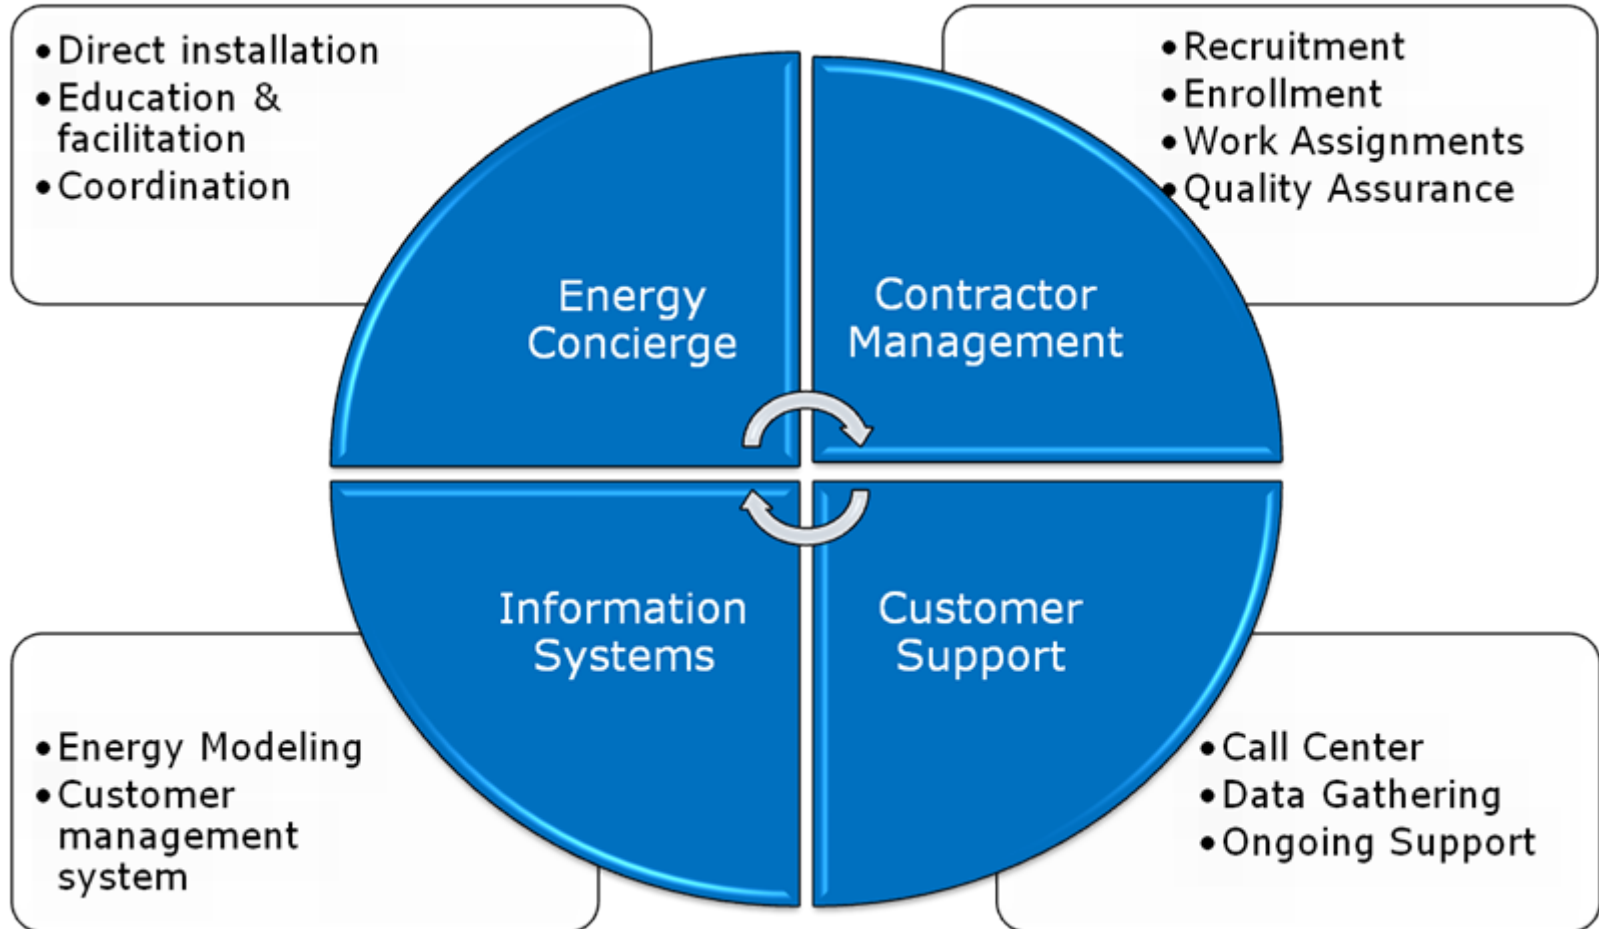 •Direct installation
•Education &
facilitation
•Coordination
•Recruitment
•Enrollment
•Work Assignments
•Quality Assurance
Energy
Concierge
Contractor
Management
Information
Systems
Customer
Support
•Energy Modeling
•Customer
management
system
•Call Center
•Data Gathering
•Ongoing Support